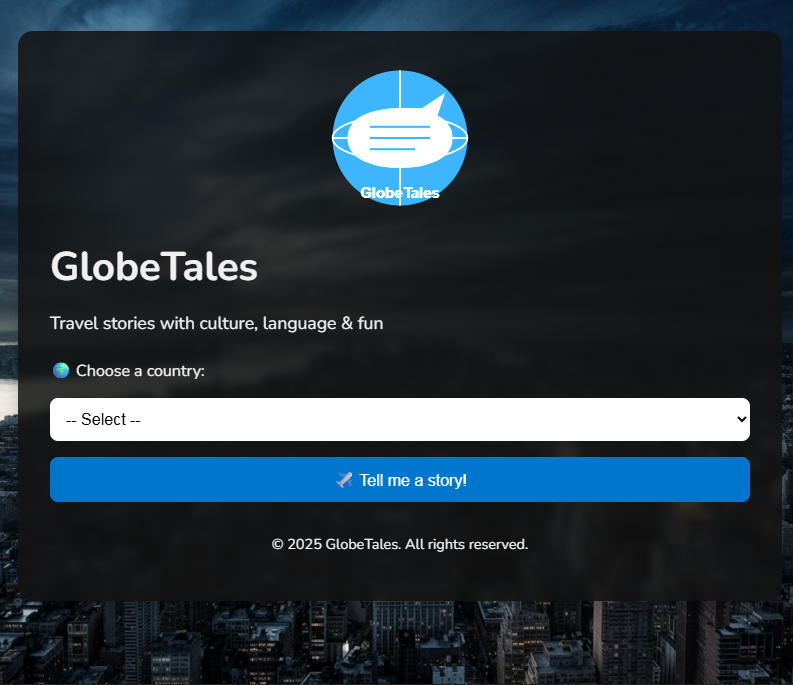 GlobeTales
GlobeTales
Travel stories with culture, language & fun
🌍 Choose a country:
-- Select --
✈️ Tell me a story!
© 2025 GlobeTales. All rights reserved.